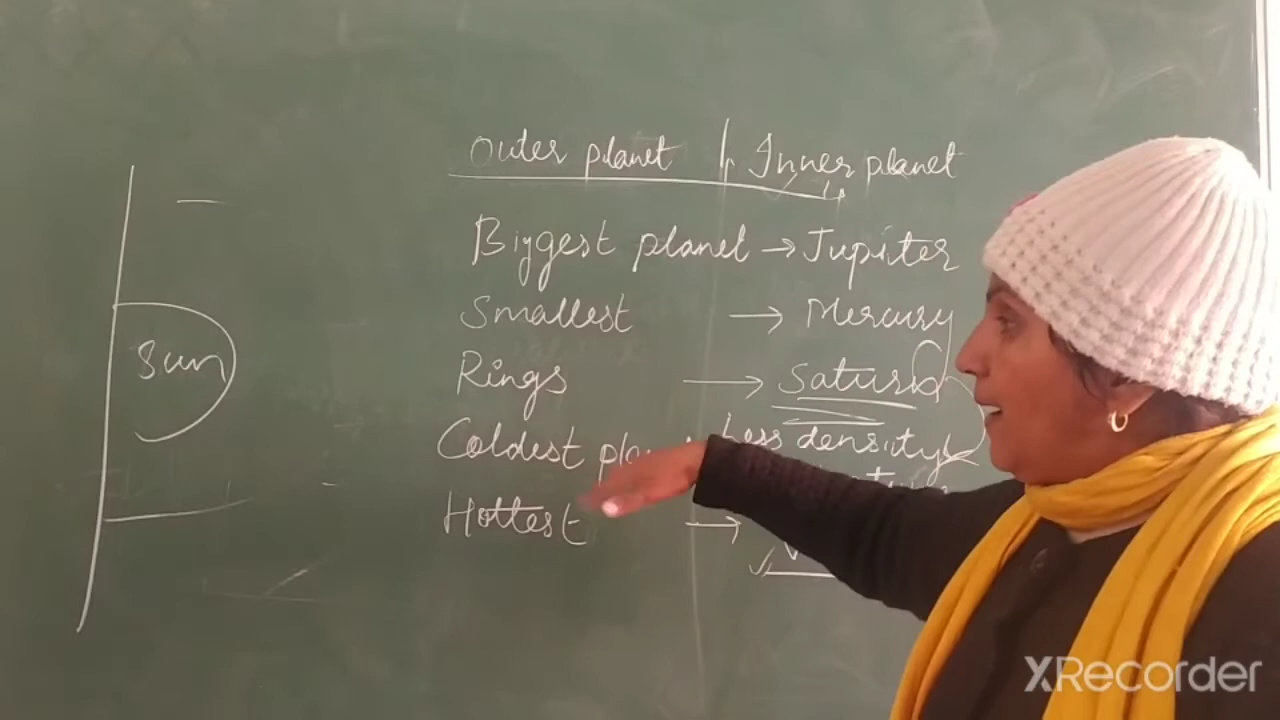 Outer planet | Inner planet
Biggest planet → Jupiter
Smallest → Mercury
Sun
Rings → Saturn
Less density
Coldest
Hottest →
XRecorder